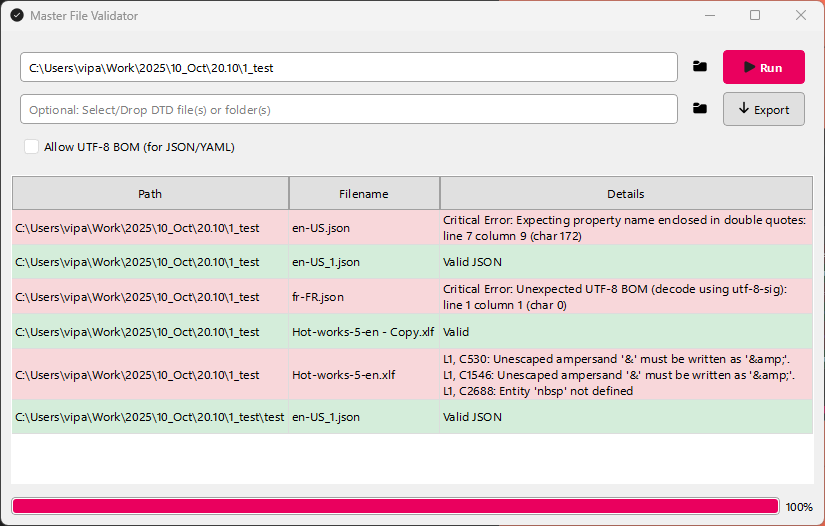 Master File Validator
C:\Users\vipa\Work\2025\10_Oct\20.10\1_test
Run
Optional: Select/Drop DTD file(s) or folder(s)
Export
Allow UTF-8 BOM (for JSON/YAML)
Path Filename Details
C:\Users\vipa\Work\2025\10_Oct\20.10\1_test en-US.json Critical Error: Expecting property name enclosed in double quotes:
line 7 column 9 (char 172)
C:\Users\vipa\Work\2025\10_Oct\20.10\1_test en-US_1.json Valid JSON
C:\Users\vipa\Work\2025\10_Oct\20.10\1_test fr-FR.json Critical Error: Unexpected UTF-8 BOM (decode using utf-8-sig):
line 1 column 1 (char 0)
C:\Users\vipa\Work\2025\10_Oct\20.10\1_test Hot-works-5-en - Copy.xlf Valid
C:\Users\vipa\Work\2025\10_Oct\20.10\1_test Hot-works-5-en.xlf L1, C530: Unescaped ampersand '&' must be written as '&amp;'.
L1, C1546: Unescaped ampersand '&' must be written as '&amp;'.
L1, C2688: Entity 'nbsp' not defined
C:\Users\vipa\Work\2025\10_Oct\20.10\1_test\test en-US_1.json Valid JSON
100%